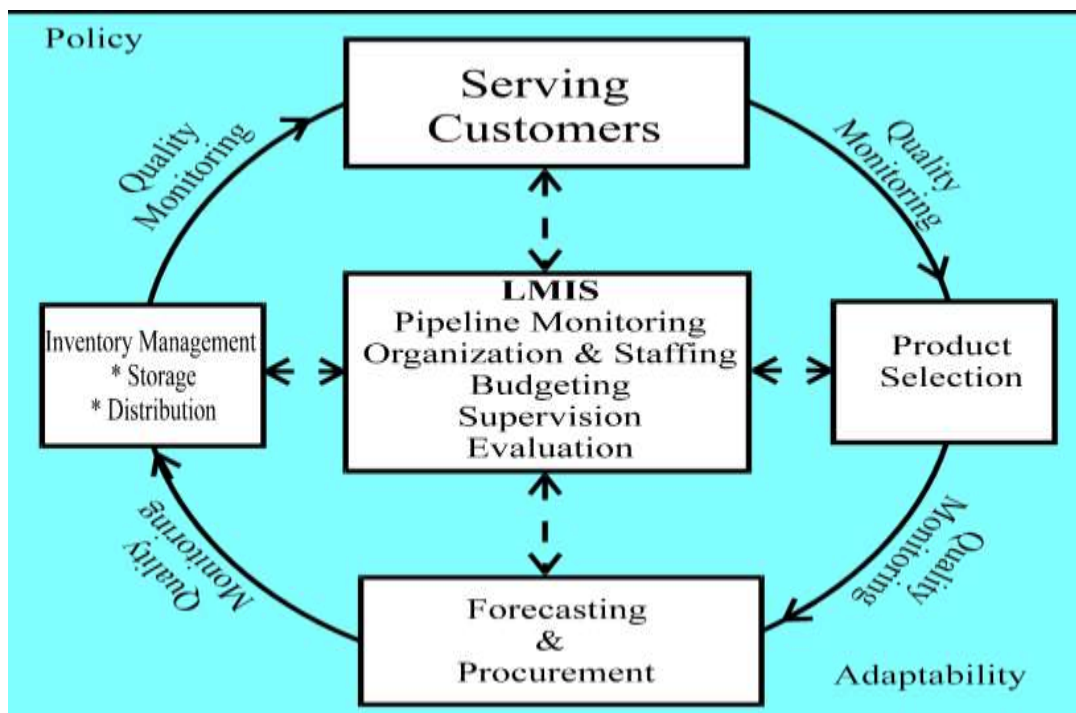 Policy
Serving
Customers
Quality
Monitoring
Quality
Monitoring
LMIS
Pipeline Monitoring
Organization & Staffing
Budgeting
Supervision
Evaluation
Inventory Management
* Storage
* Distribution
Product
Selection
Quality
Monitoring
Quality
Monitoring
Forecasting
&
Procurement
Adaptability